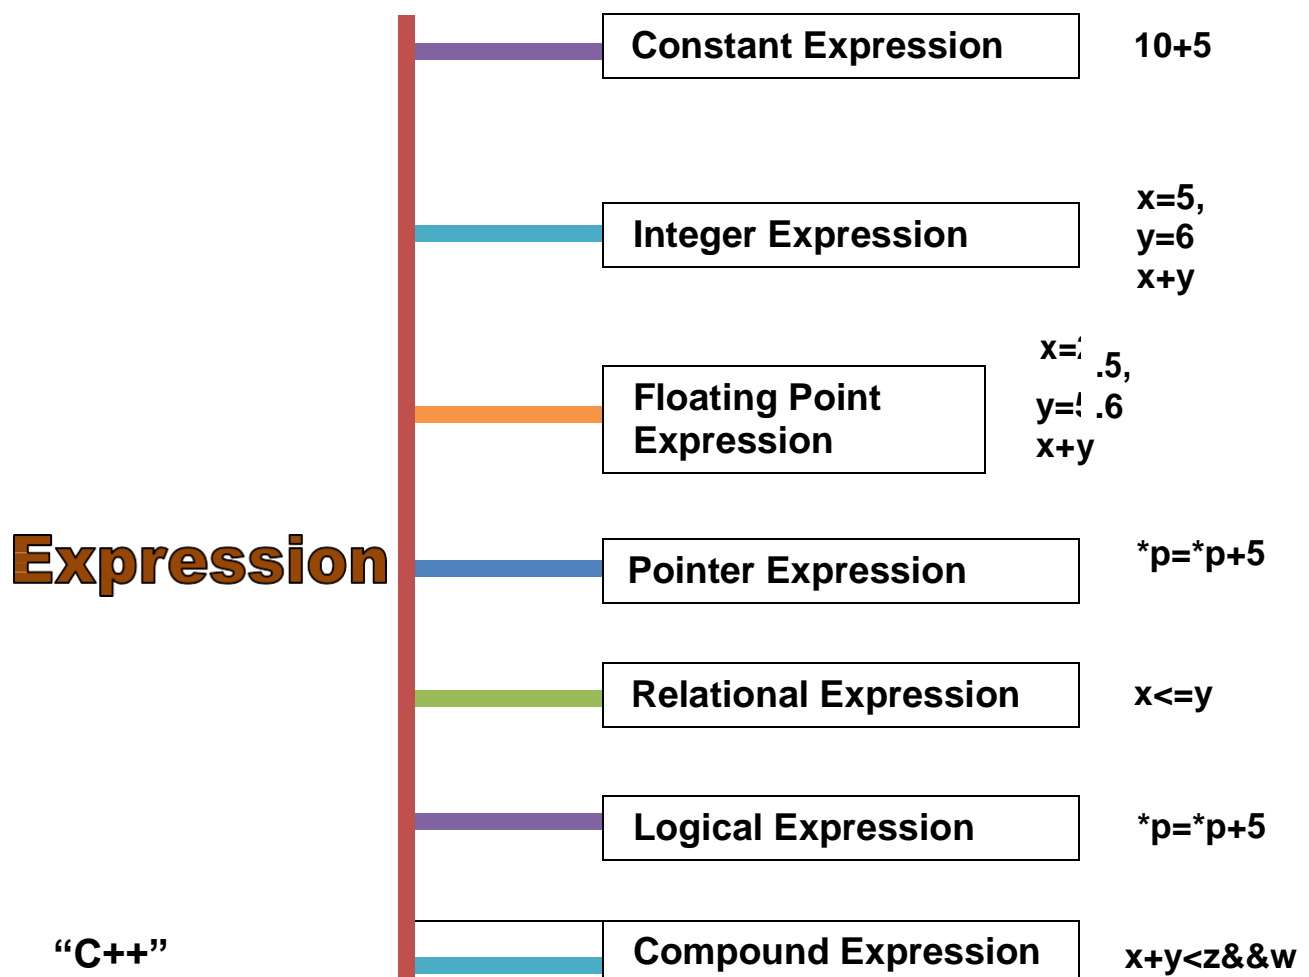 Constant Expression
10+5
Integer Expression
x=5,
y=6
x+y
Floating Point
Expression
.5,
.6
x+y
Expression
Pointer Expression
*p=*p+5
Relational Expression
x<=y
Logical Expression
*p=*p+5
“C++”
Compound Expression
x+y<z&&w